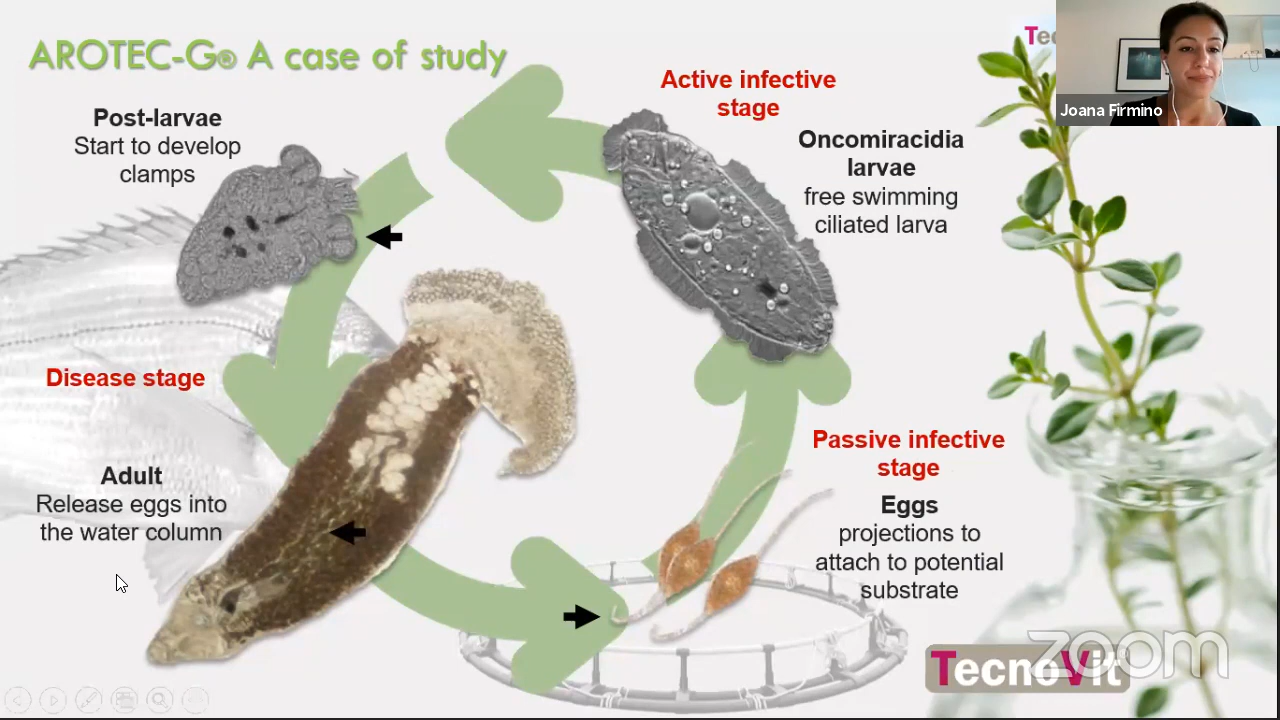 AROTEC-G® A case of study
Post-larvae
Start to develop
clamps
Active infective
stage
Oncomiracidia
larvae
free swimming
ciliated larva
Tec
Joana Firmino
Disease stage
Adult
Release eggs into
the water column
Passive infective
stage
Eggs
projections to
attach to potential
substrate
zoom
TecnoVit